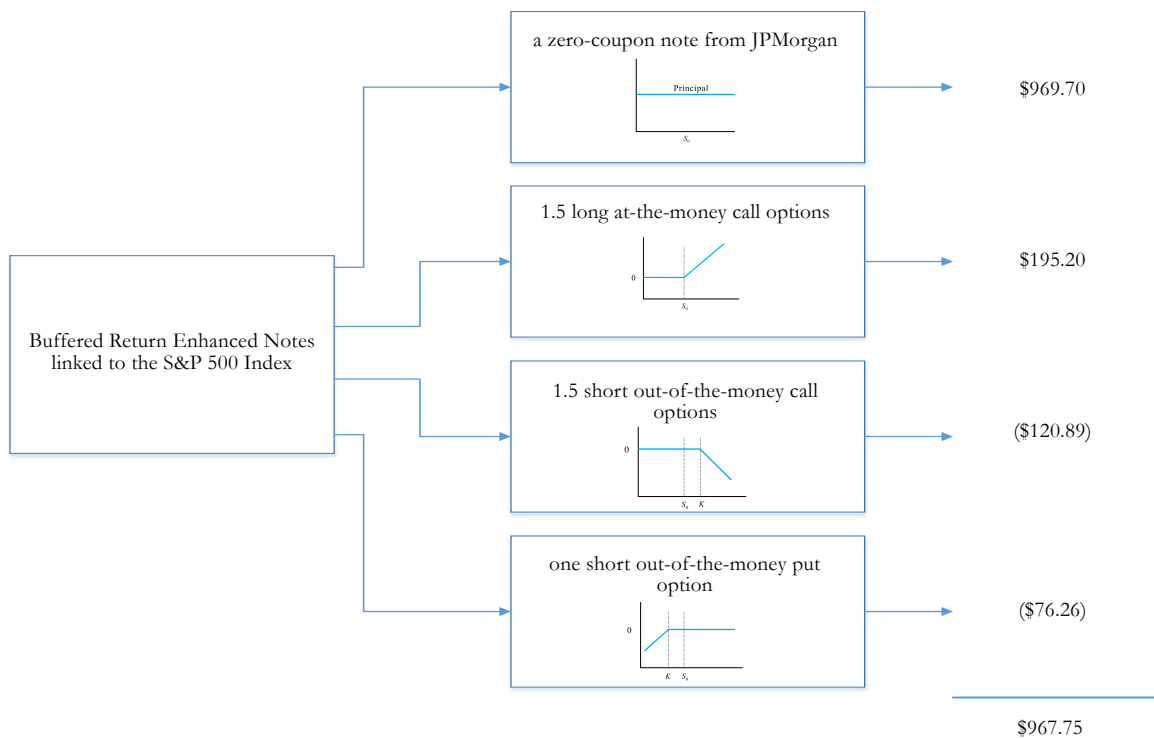 a zero-coupon note from JPMorgan
Principal
S0
$969.70
1.5 long at-the-money call options
0
S0
$195.20
Buffered Return Enhanced Notes
linked to the S&P 500 Index
1.5 short out-of-the-money call
options
0
S0 K
($120.89)
one short out-of-the-money put
option
0
K S0
($76.26)
$967.75